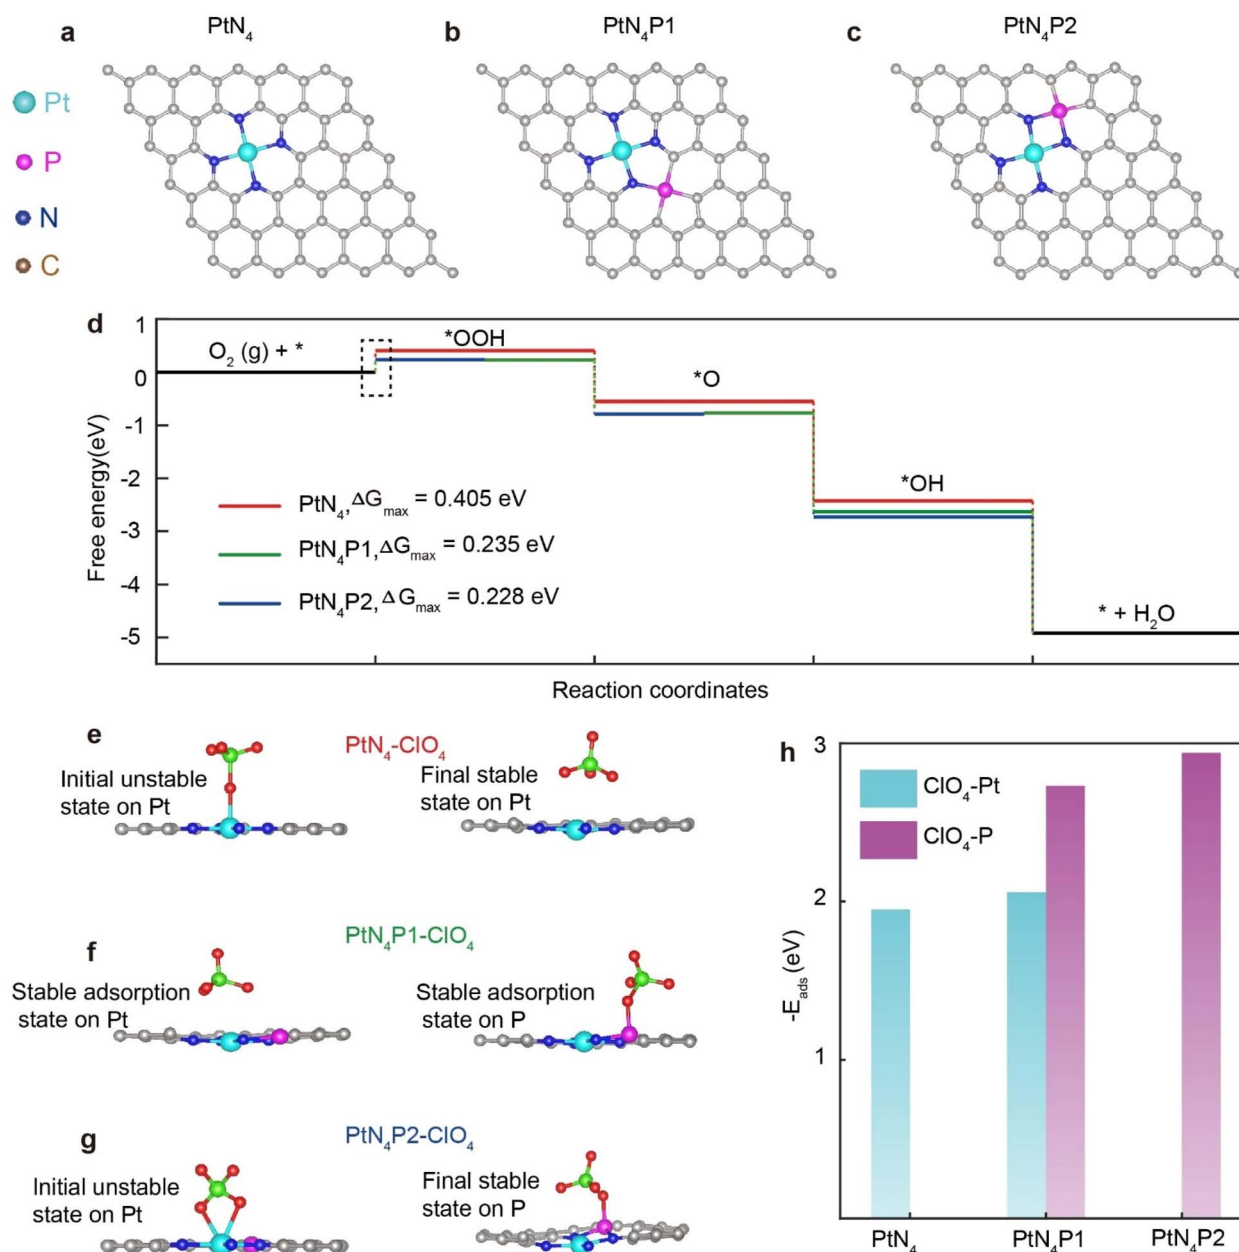 a PtN₄
b PtN₄P1
c PtN₄P2
Pt
P
N
C
d
1
0
-1
-2
-3
-4
-5
Free energy(eV)
O₂ (g) + *
*OOH
*O
*OH
* + H₂O
PtN₄,ΔGₘₐₓ = 0.405 eV
PtN₄P1,ΔGₘₐₓ = 0.235 eV
PtN₄P2,ΔGₘₐₓ = 0.228 eV
Reaction coordinates
e
PtN₄-ClO₄
Initial unstable
state on Pt
Final stable
state on Pt
f
PtN₄P1-ClO₄
Stable adsorption
state on Pt
Stable adsorption
state on P
g
PtN₄P2-ClO₄
Initial unstable
state on Pt
Final stable
state on P
h
3
2
1
-E_ads (eV)
ClO₄-Pt
ClO₄-P
PtN₄
PtN₄P1
PtN₄P2